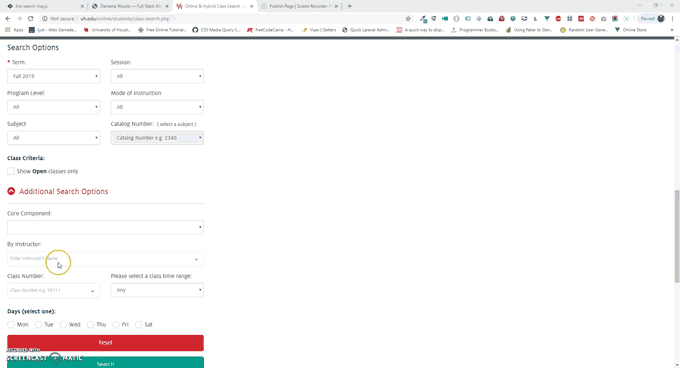 live search vue.js
Demaria Woods — Full Stack W
Online & Hybrid Class Search —
Publish Page | Screen Recorder
Not secure | uh.edu/online/students/class-search.php
Paused
Apps
University of Houst...
Free Online Tutorial...
CSS Media Query C...
freeCodeCamp - H...
Vuex | Getters
Quick Laravel Admi...
A quick way to disp...
Programmer Books...
Using Faker to Gen...
Random User Gene...
Online Store
Search Options
* Term:
Session:
Fall 2019
All
Program Level:
Mode of Instruction
All
All
Subject
Catalog Number: ( select a subject )
All
Catalog Number e.g. 2340
Class Criteria:
Show Open classes only
Additional Search Options
Core Component:
By Instructor:
Enter Instructor's Name
Class Number:
Please select a class time range:
Class Number e.g. 16111
Any
Days (select one):
Mon
Tue
Wed
Thu
Fri
Sat
Reset
RECORDED WITH
SCREENCAST MATIC
Search